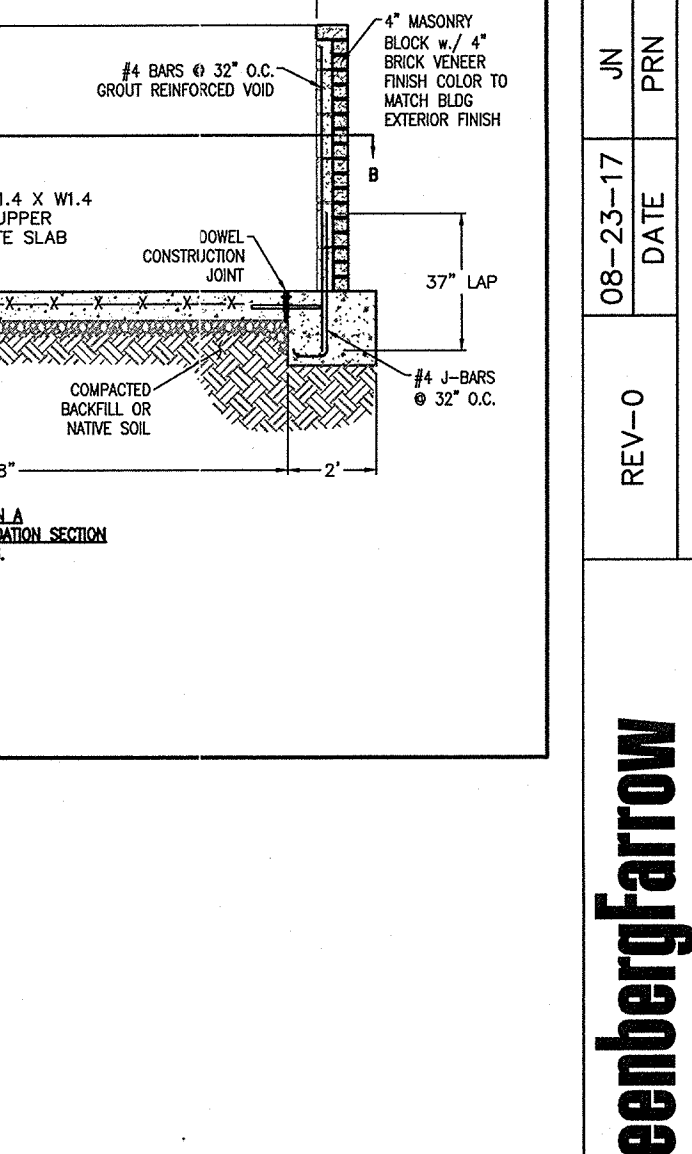 4" MASONRY
BLOCK w./ 4"
BRICK VENEER
FINISH COLOR TO
MATCH BLDG
EXTERIOR FINISH
#4 BARS @ 32" O.C.
GROUT REINFORCED VOID
B
1.4 X W1.4
UPPER
TE SLAB
DOWEL
CONSTRUCTION
JOINT
37" LAP
X X X X X X
#4 J-BARS
@ 32" O.C.
COMPACTED
BACKFILL OR
NATIVE SOIL
8"
2'
N A
DATION SECTION
JN
PRN
08-23-17
DATE
REV-0
eenbergFarrow